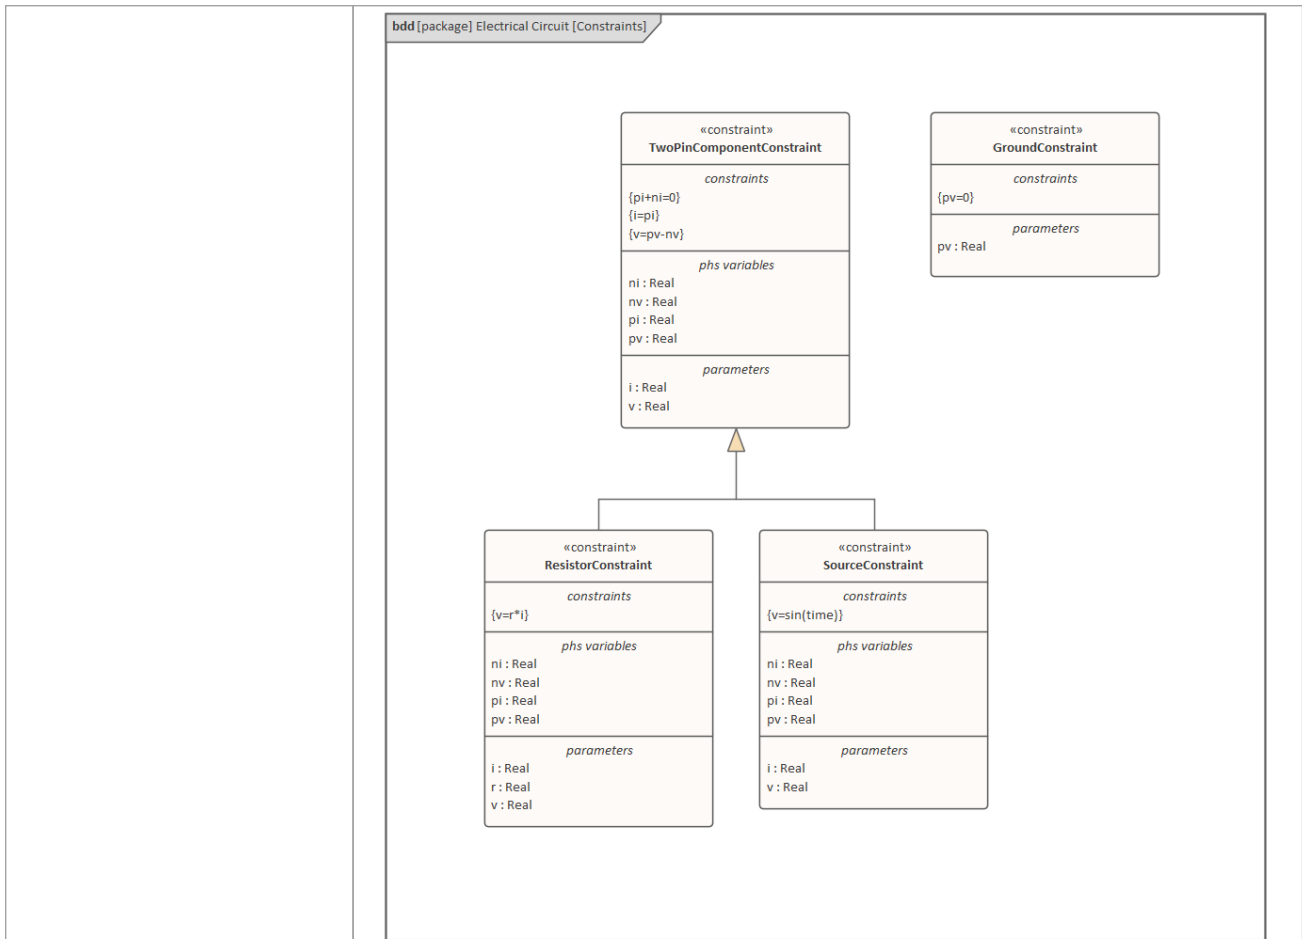 bdd [package] Electrical Circuit [Constraints]
«constraint»
TwoPinComponentConstraint
constraints
{pi+ni=0}
{i=pi}
{v=pv-nv}
phs variables
ni : Real
nv : Real
pi : Real
pv : Real
parameters
i : Real
v : Real
«constraint»
GroundConstraint
constraints
{pv=0}
parameters
pv : Real
«constraint»
ResistorConstraint
constraints
{v=r*i}
phs variables
ni : Real
nv : Real
pi : Real
pv : Real
parameters
i : Real
r : Real
v : Real
«constraint»
SourceConstraint
constraints
{v=sin(time)}
phs variables
ni : Real
nv : Real
pi : Real
pv : Real
parameters
i : Real
v : Real